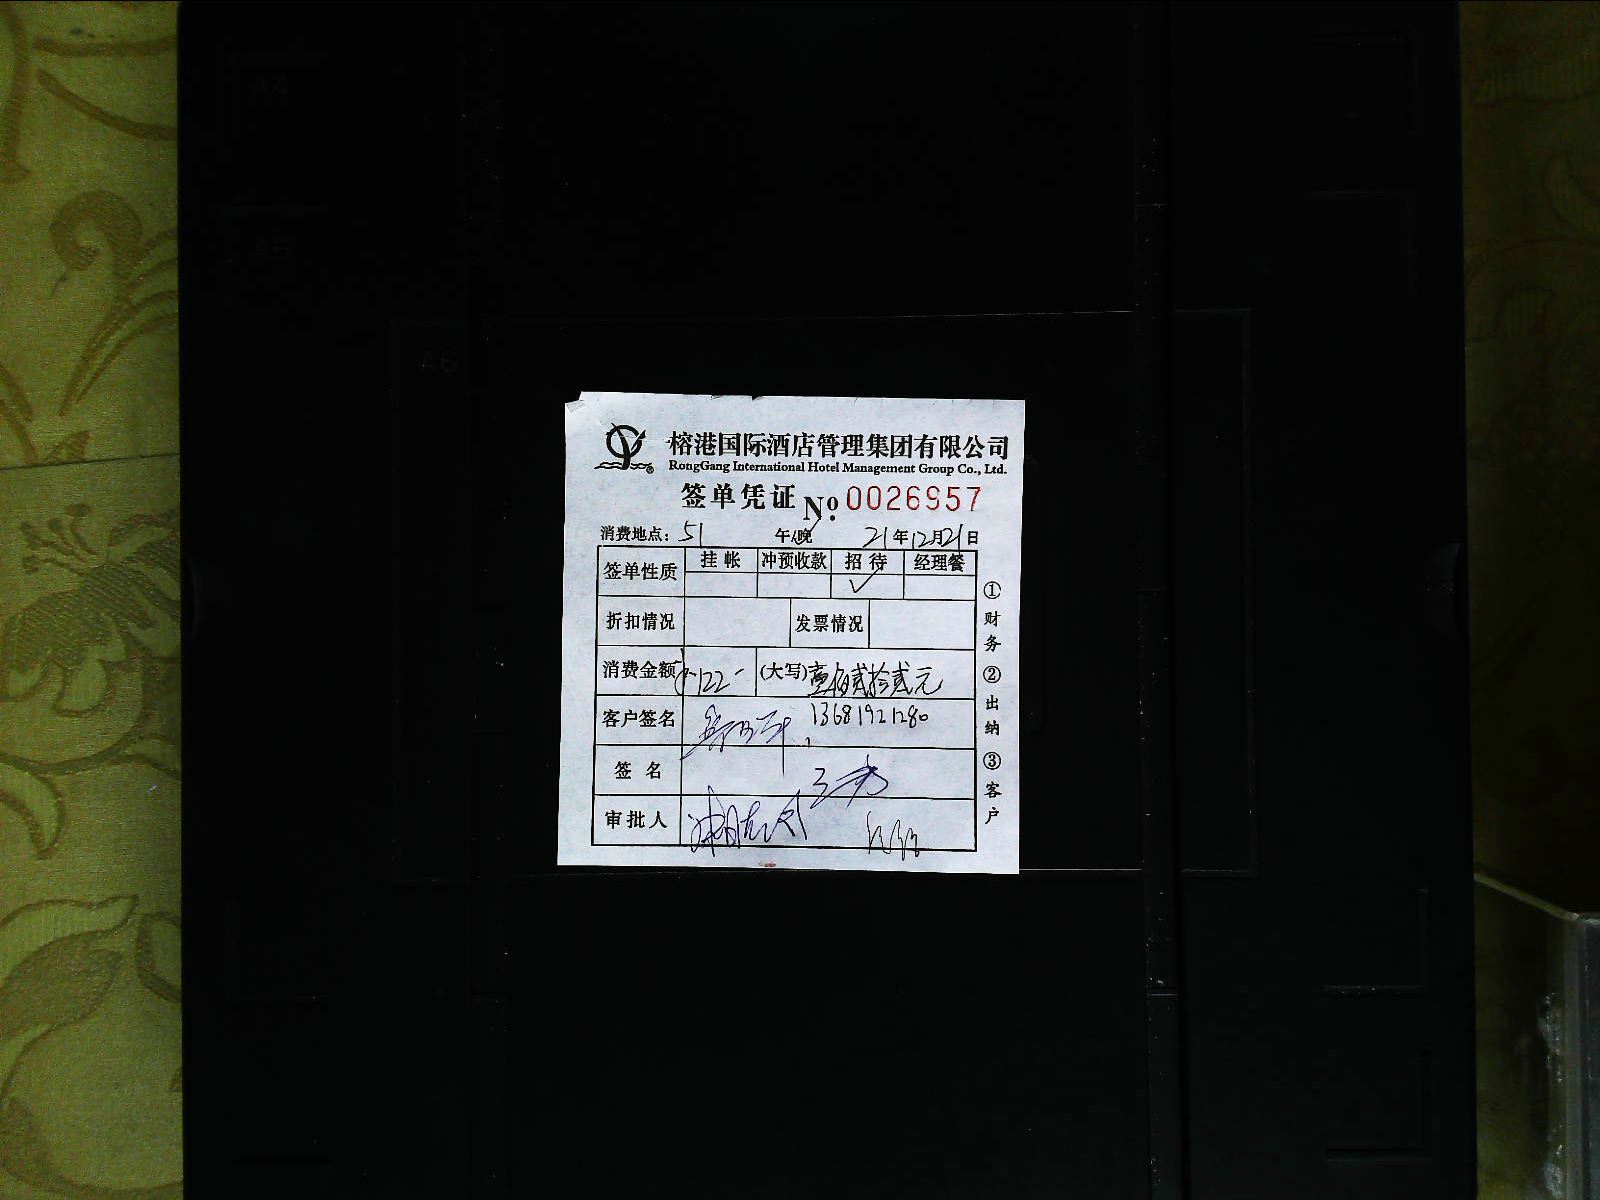 榕港国际酒店管理集团有限公司
RongGang International Hotel Management Group Co., Ltd.
签单凭证 No: 0026957
消费地点: 51 午/晚 21年12月21日
签单性质 挂帐 冲预收款 招待 经理餐
✓
折扣情况 发票情况
消费金额 ¥122- (大写) 壹佰贰拾贰元
客户签名 13681921280
签名
审批人
①财务 ②出纳 ③客户
A6